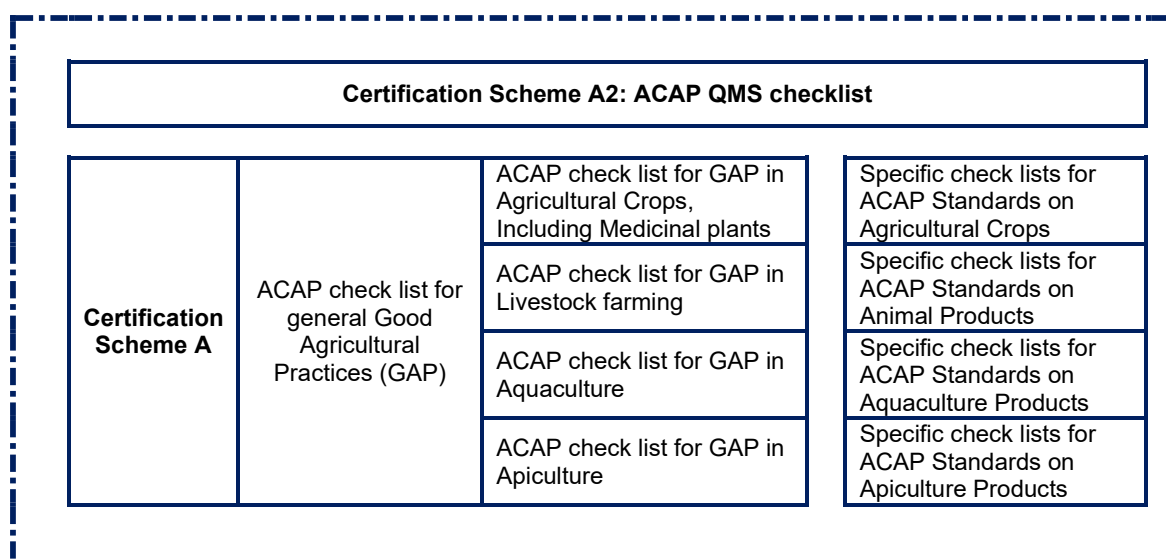 Certification Scheme A2: ACAP QMS checklist
Certification
Scheme A
ACAP check list for
general Good
Agricultural
Practices (GAP)
ACAP check list for GAP in
Agricultural Crops,
Including Medicinal plants
Specific check lists for
ACAP Standards on
Agricultural Crops
ACAP check list for GAP in
Livestock farming
Specific check lists for
ACAP Standards on
Animal Products
ACAP check list for GAP in
Aquaculture
Specific check lists for
ACAP Standards on
Aquaculture Products
ACAP check list for GAP in
Apiculture
Specific check lists for
ACAP Standards on
Apiculture Products